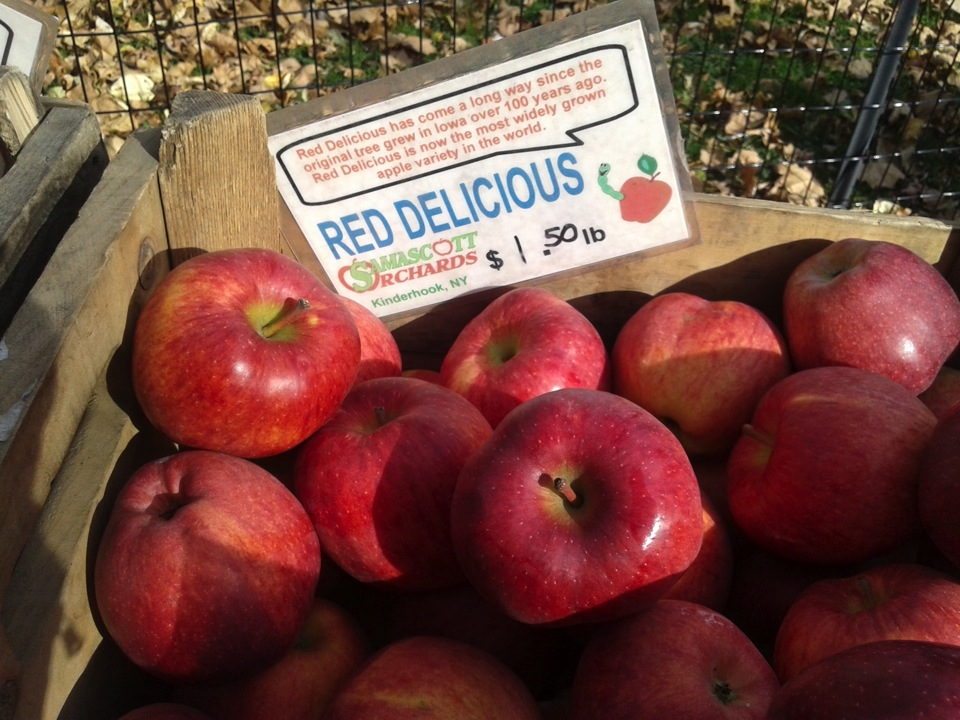 Red Delicious has come a long way since the
original tree grew in Iowa over 100 years ago.
Red Delicious is now the most widely grown
apple variety in the world.
RED DELICIOUS
SAMASCOTT
ORCHARDS
$ 1.50 lb
Kinderhook, NY